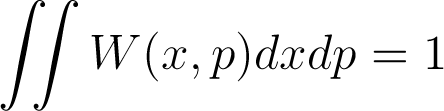 ∬ W(x, p)dxdp = 1